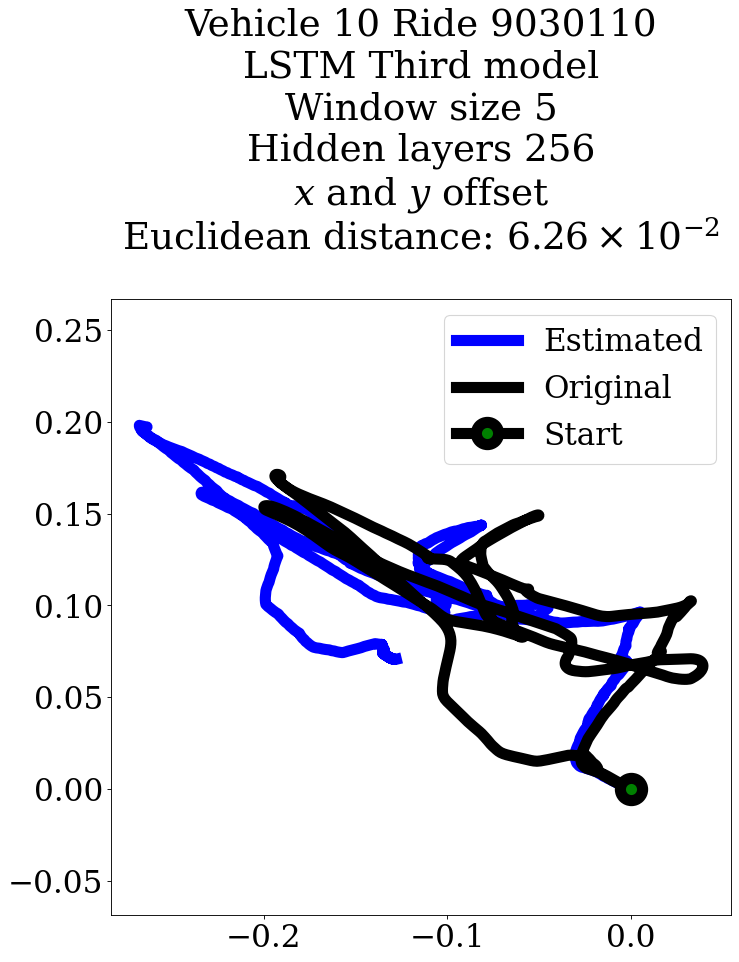 Vehicle 10 Ride 9030110
LSTM Third model
Window size 5
Hidden layers 256
x and y offset
Euclidean distance: 6.26 × 10⁻²
Estimated
Original
Start
0.25
0.20
0.15
0.10
0.05
0.00
−0.05
−0.2 −0.1 0.0